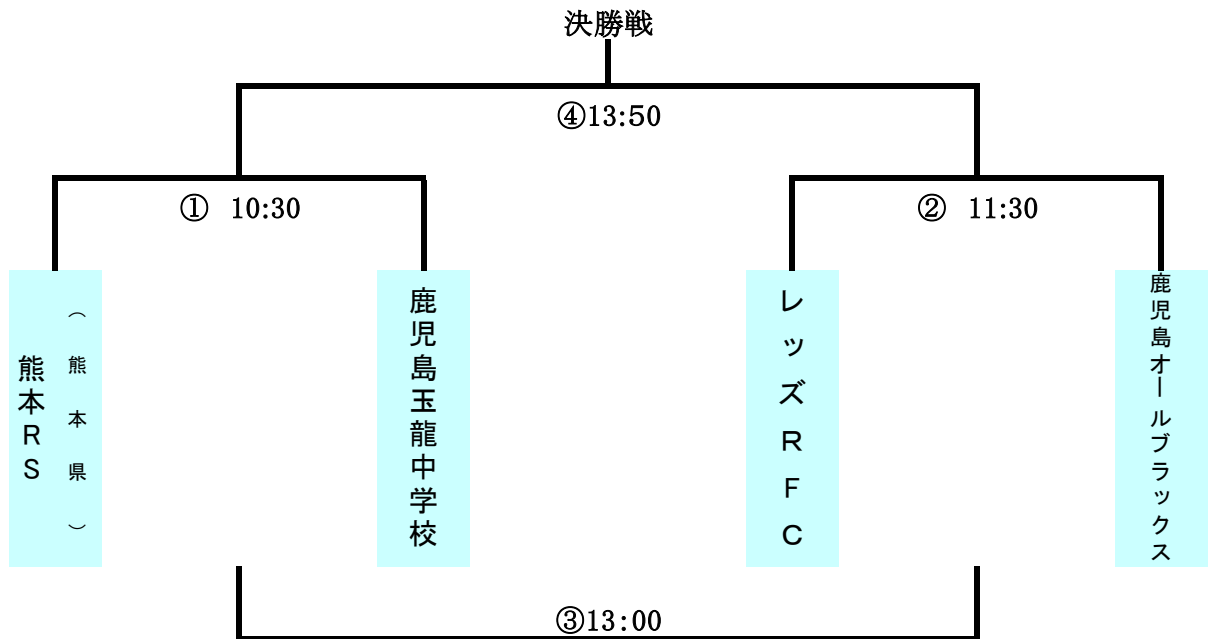 決勝戦
④13:50
① 10:30
② 11:30
（熊本県）
熊本RS
鹿児島玉龍中学校
レッズRFC
鹿児島オールブラックス
③13:00